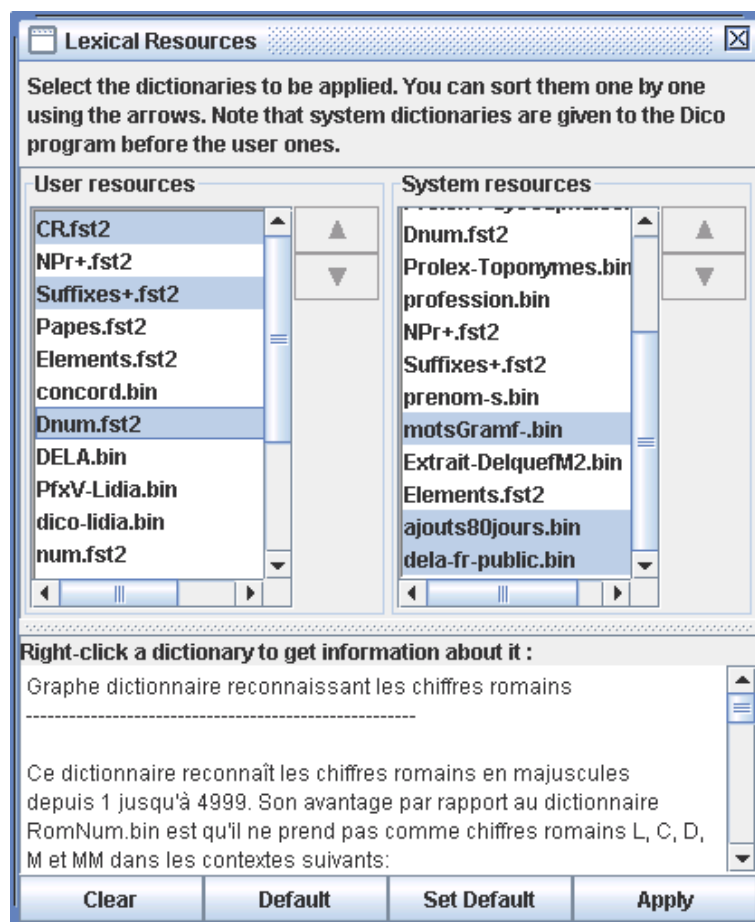 Lexical Resources
Select the dictionaries to be applied. You can sort them one by one
using the arrows. Note that system dictionaries are given to the Dico
program before the user ones.
User resources
CR.fst2
NPr+.fst2
Suffixes+.fst2
Papes.fst2
Elements.fst2
concord.bin
Dnum.fst2
DELA.bin
PfxV-Lidia.bin
dico-lidia.bin
num.fst2
System resources
Dnum.fst2
Prolex-Toponymes.bin
profession.bin
NPr+.fst2
Suffixes+.fst2
prenom-s.bin
motsGramf-.bin
Extrait-DelquefM2.bin
Elements.fst2
ajouts80jours.bin
dela-fr-public.bin
Right-click a dictionary to get information about it :
Graphe dictionnaire reconnaissant les chiffres romains
------------------------------------------------------
Ce dictionnaire reconnaît les chiffres romains en majuscules
depuis 1 jusqu'à 4999. Son avantage par rapport au dictionnaire
RomNum.bin est qu'il ne prend pas comme chiffres romains L, C, D,
M et MM dans les contextes suivants:
Clear
Default
Set Default
Apply